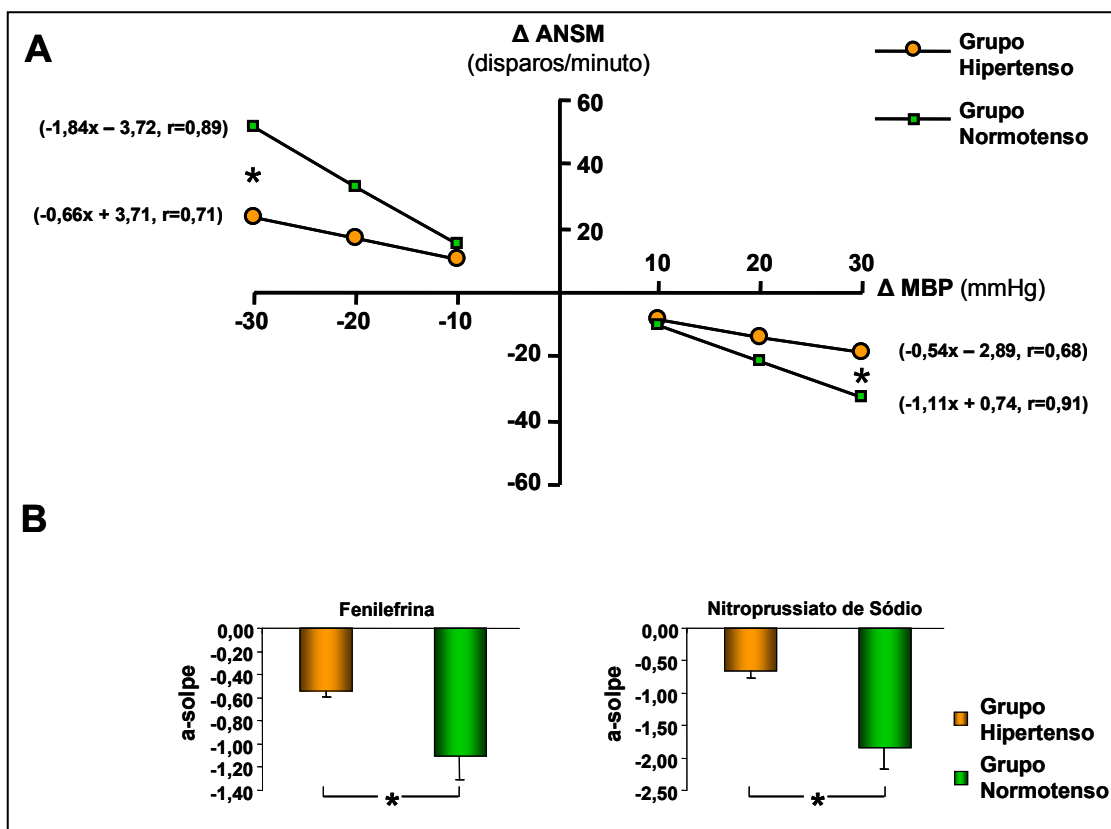 A
Δ ANSM
(disparos/minuto)
Grupo
Hipertenso
Grupo
Normotenso
60
40
20
(-1,84x – 3,72, r=0,89)
*
(-0,66x + 3,71, r=0,71)
10 20 30
Δ MBP (mmHg)
-30 -20 -10
-20
-40
-60
(-0,54x – 2,89, r=0,68)
*
(-1,11x + 0,74, r=0,91)
B
Fenilefrina
a-solpe
0,00
-0,20
-0,40
-0,60
-0,80
-1,00
-1,20
-1,40
*
Nitroprussiato de Sódio
a-solpe
0,00
-0,50
-1,00
-1,50
-2,00
-2,50
*
Grupo
Hipertenso
Grupo
Normotenso